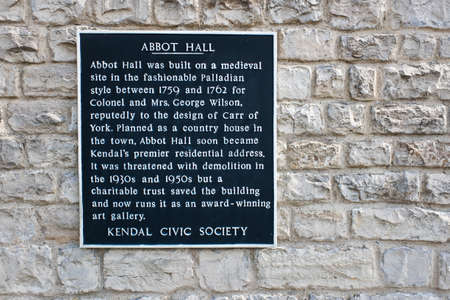 ABBOT HALL
Abbot Hall was built on a medieval
site in the fashionable Palladian
style between 1759 and 1762 for
Colonel and Mrs. George Wilson,
reputedly to the design of Carr of
York. Planned as a country house in
the town, Abbot Hall soon became
Kendal's premier residential address.
It was threatened with demolition in
the 1930s and 1950s but a
charitable trust saved the building
and now runs it as an award-winning
art gallery.
KENDAL CIVIC SOCIETY